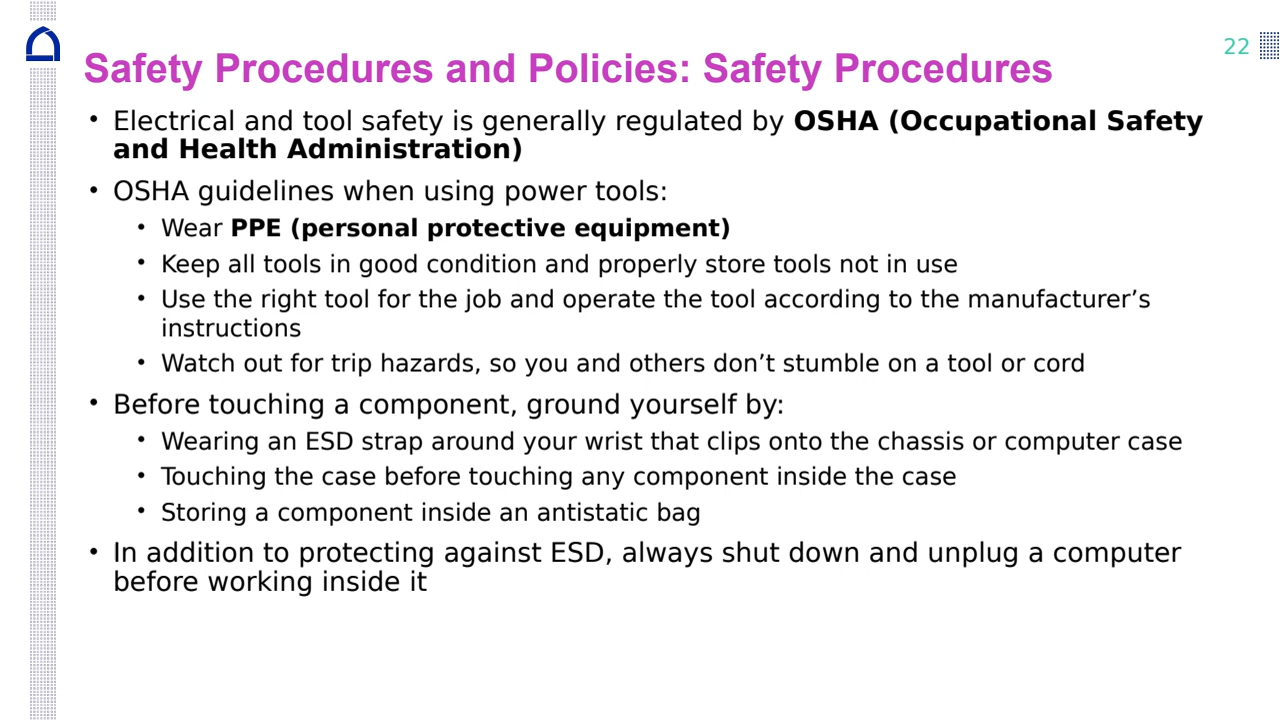 22
Safety Procedures and Policies: Safety Procedures
• Electrical and tool safety is generally regulated by OSHA (Occupational Safety
and Health Administration)
• OSHA guidelines when using power tools:
• Wear PPE (personal protective equipment)
• Keep all tools in good condition and properly store tools not in use
• Use the right tool for the job and operate the tool according to the manufacturer’s
instructions
• Watch out for trip hazards, so you and others don’t stumble on a tool or cord
• Before touching a component, ground yourself by:
• Wearing an ESD strap around your wrist that clips onto the chassis or computer case
• Touching the case before touching any component inside the case
• Storing a component inside an antistatic bag
• In addition to protecting against ESD, always shut down and unplug a computer
before working inside it